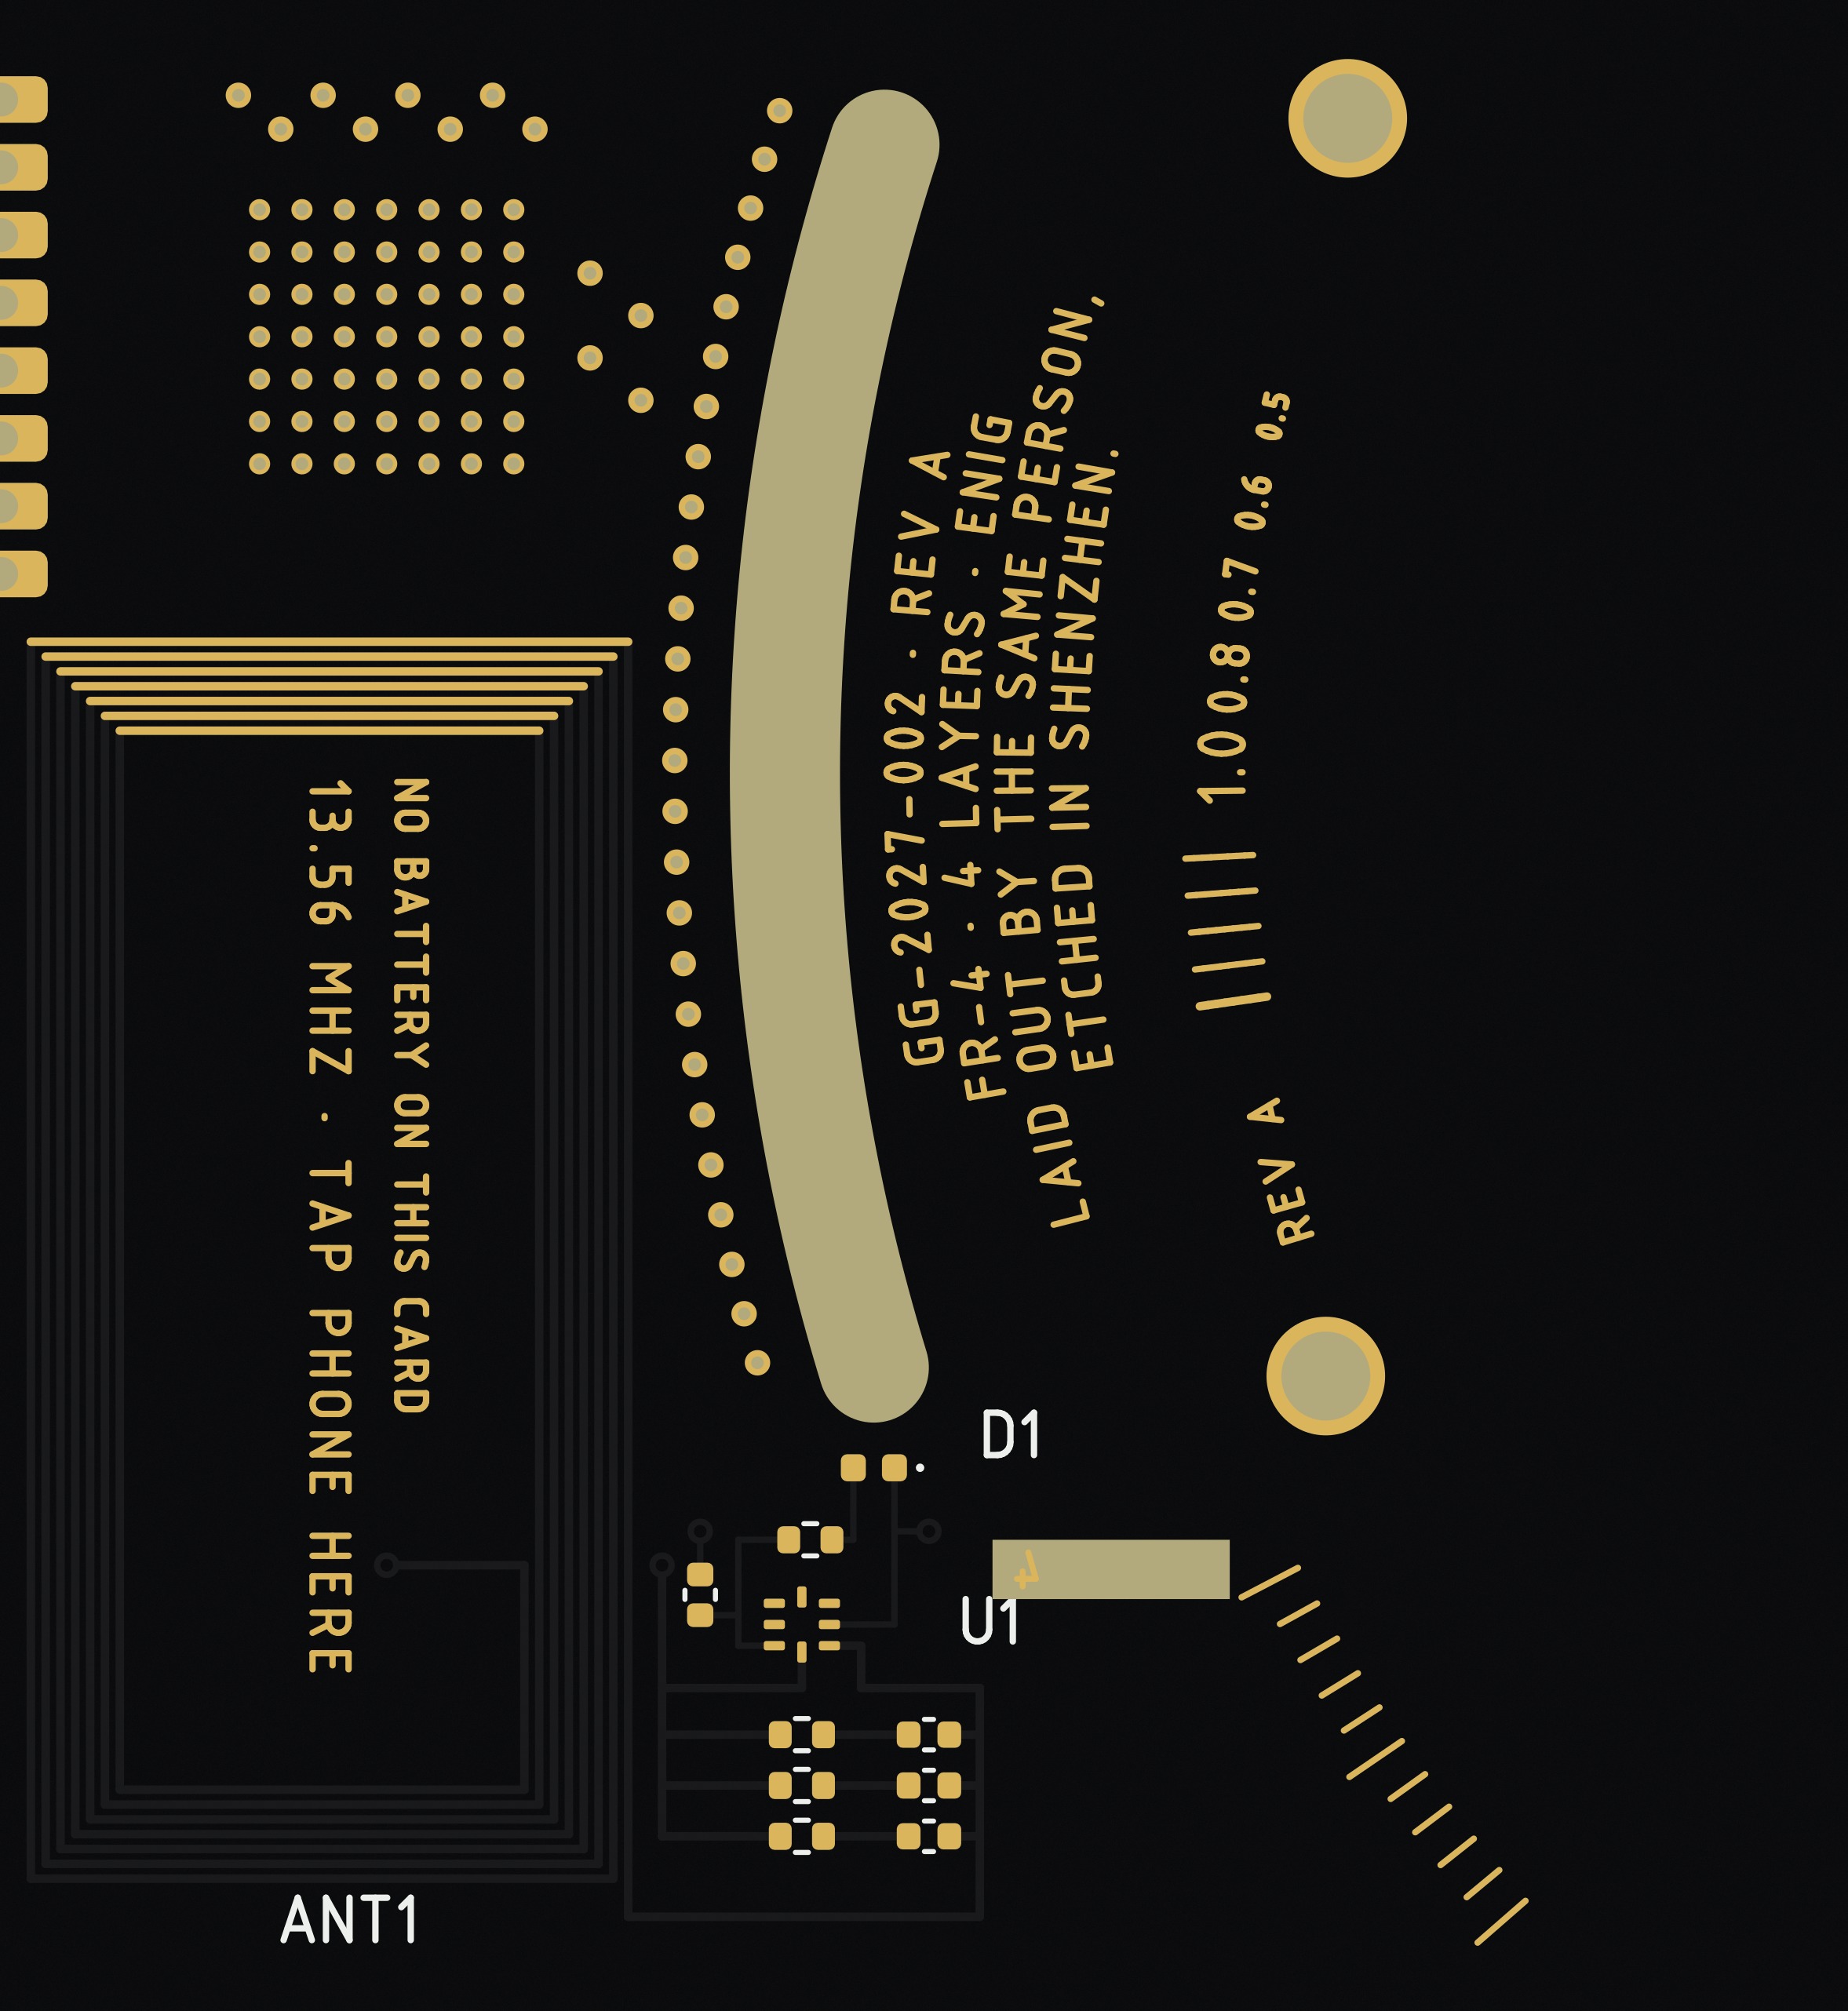 NO BATTERY ON THIS CARD
13.56 MHZ · TAP PHONE HERE
GG-2027-002 · REV A
FR-4 · 4 LAYERS · ENIG
LAID OUT BY THE SAME PERSON,
ETCHED IN SHENZHEN.
1.0 0.8 0.7 0.6 0.5
REV A
D1
4
U1
ANT1